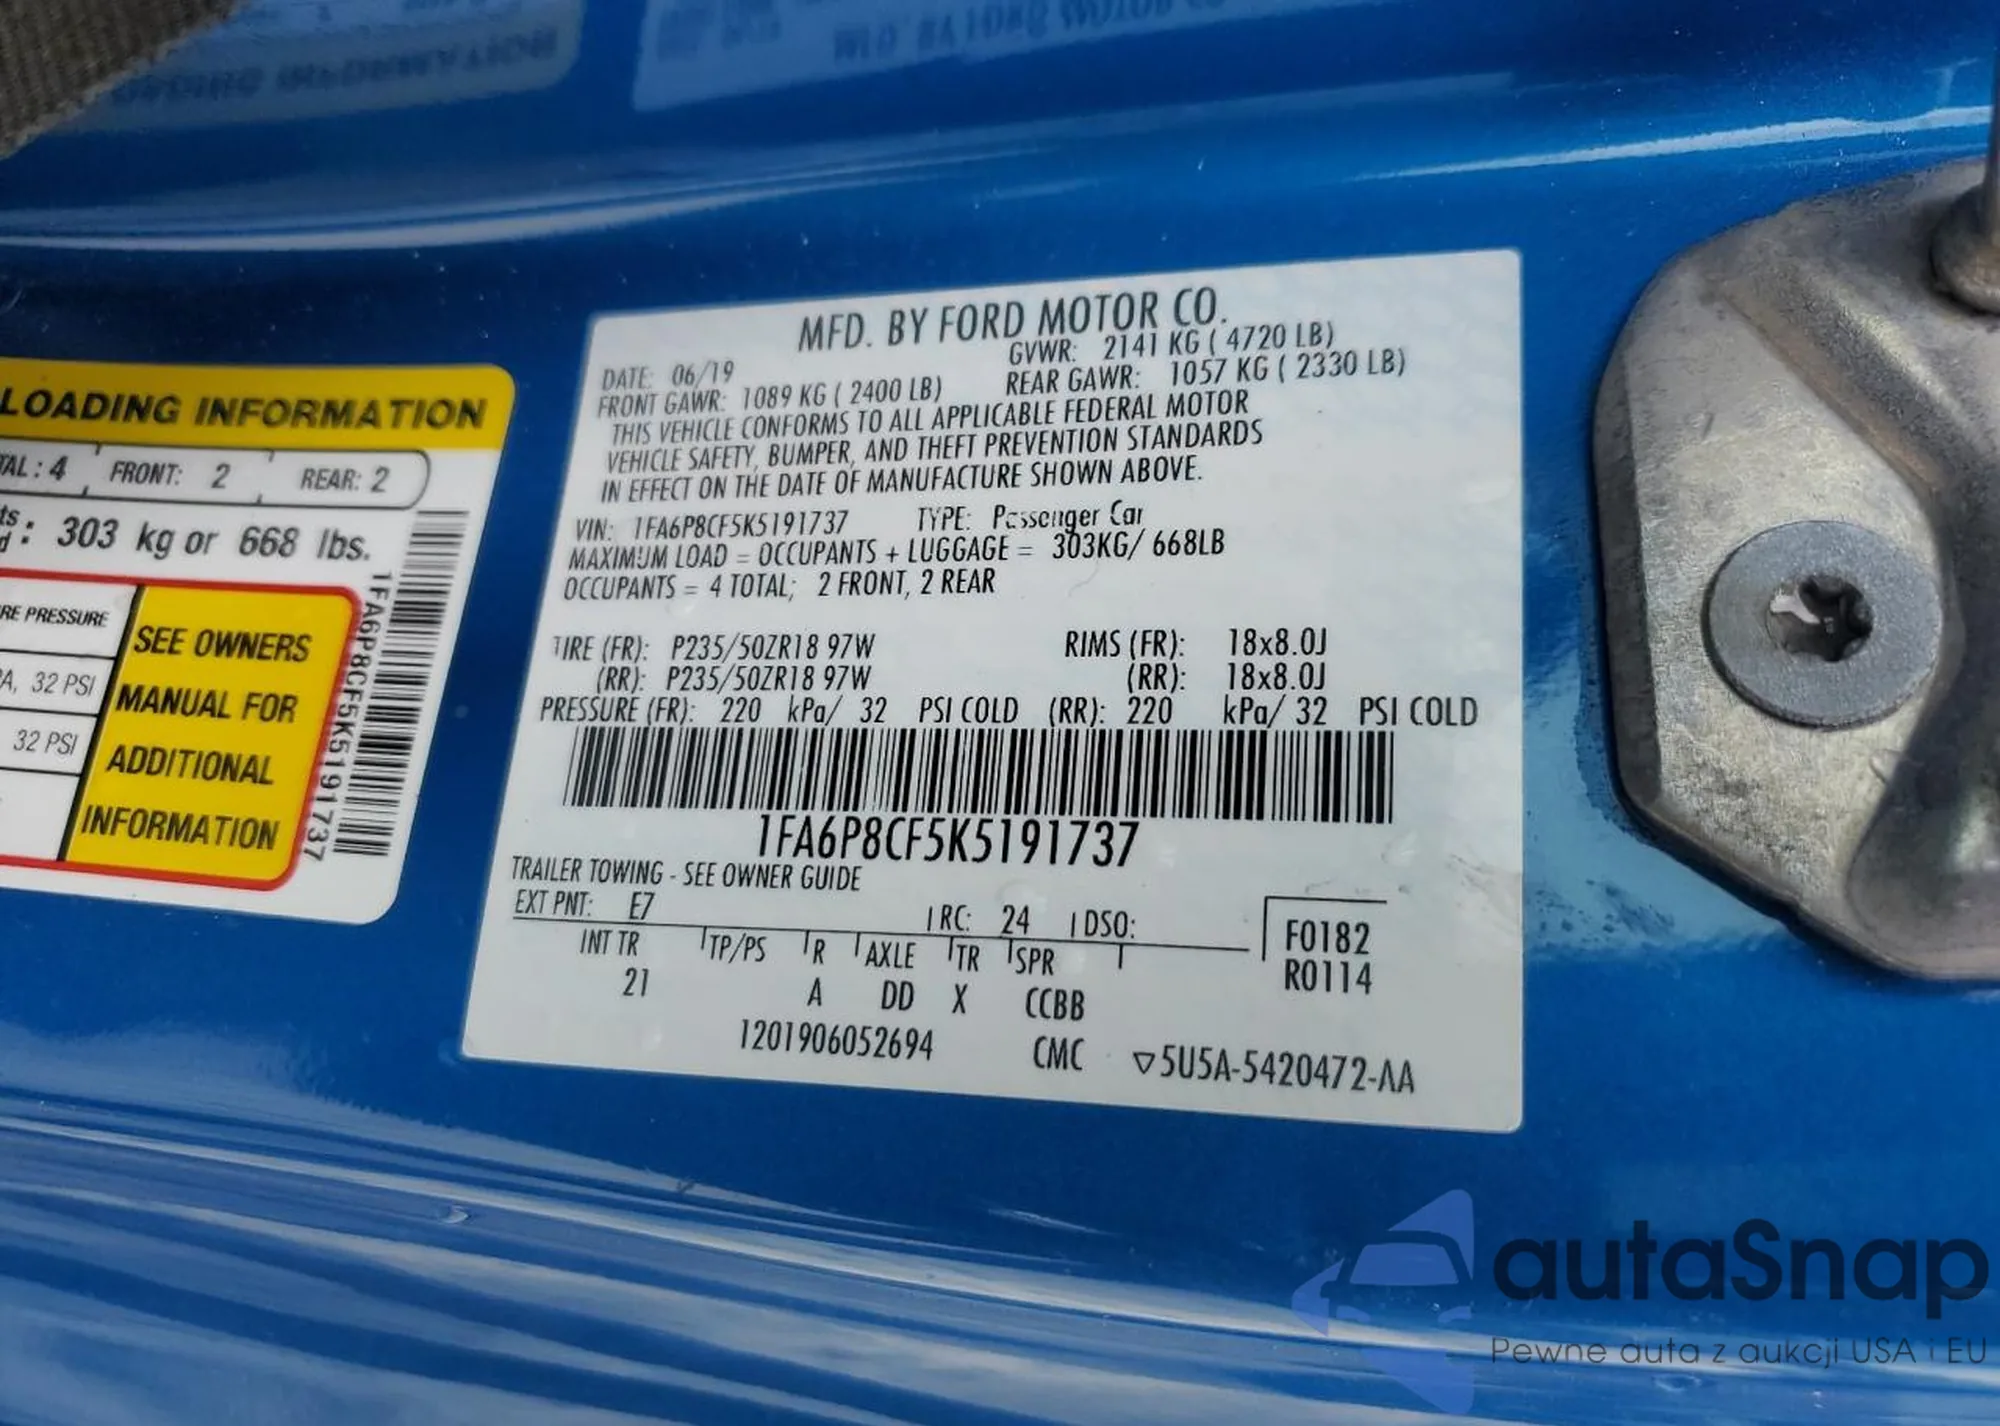 LOADING INFORMATION
TAL: 4 FRONT: 2 REAR: 2
303 kg or 668 lbs.
RE PRESSURE
32 PSI
32 PSI
SEE OWNERS
MANUAL FOR
ADDITIONAL
INFORMATION
1FA6P8CF5K5191737
MFD. BY FORD MOTOR CO.
DATE: 06/19 GVWR: 2141 KG ( 4720 LB)
FRONT GAWR: 1089 KG ( 2400 LB) REAR GAWR: 1057 KG ( 2330 LB)
THIS VEHICLE CONFORMS TO ALL APPLICABLE FEDERAL MOTOR
VEHICLE SAFETY, BUMPER, AND THEFT PREVENTION STANDARDS
IN EFFECT ON THE DATE OF MANUFACTURE SHOWN ABOVE.
VIN: 1FA6P8CF5K5191737 TYPE: Passenger Car
MAXIMUM LOAD = OCCUPANTS + LUGGAGE = 303KG/ 668LB
OCCUPANTS = 4 TOTAL; 2 FRONT, 2 REAR
TIRE (FR): P235/50ZR18 97W RIMS (FR): 18x8.0J
(RR): P235/50ZR18 97W (RR): 18x8.0J
PRESSURE (FR): 220 kPa/ 32 PSI COLD (RR): 220 kPa/ 32 PSI COLD
1FA6P8CF5K5191737
TRAILER TOWING - SEE OWNER GUIDE
EXT PNT: E7 RC: 24 DSO:
INT TR TP/PS R AXLE TR SPR F0182
21 A DD X CCBB R0114
1201906052694 CMC ▽5U5A-5420472-AA
autaSnap
Pewne auta z aukcji USA i EU